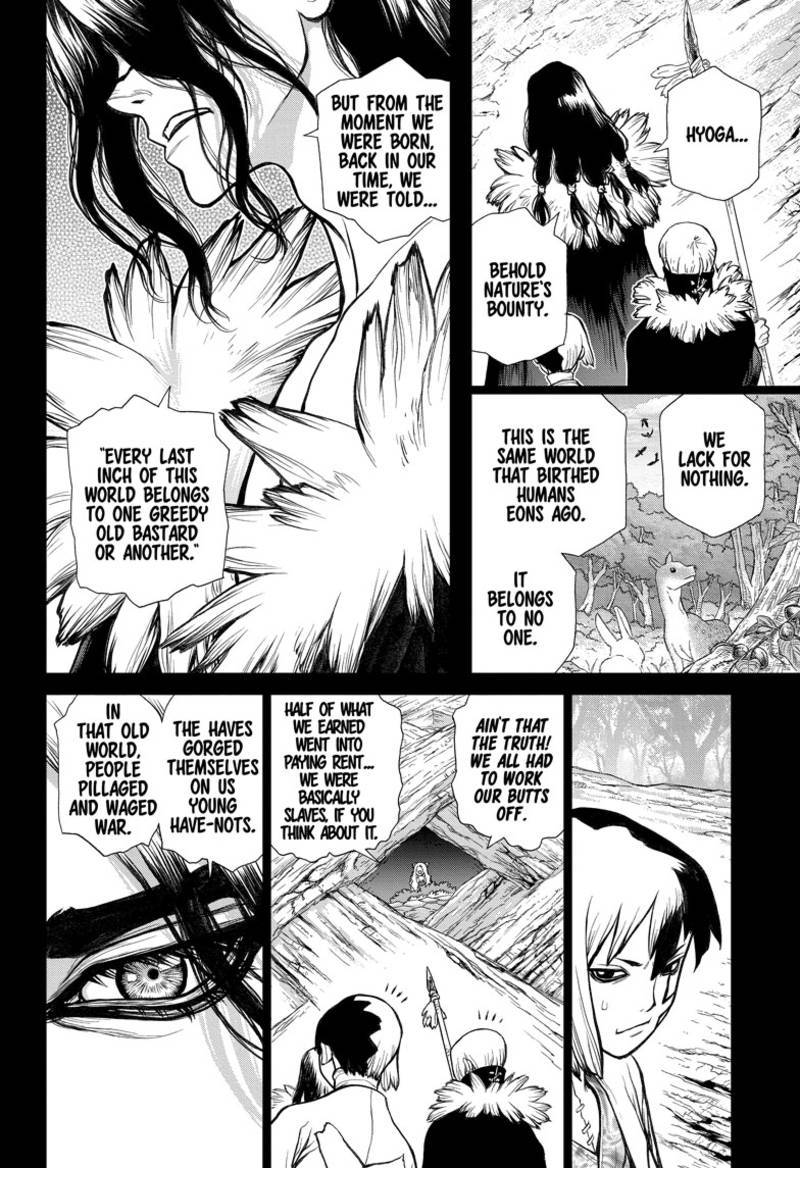 HYOGA...
BEHOLD
NATURE'S
BOUNTY.
WE
LACK FOR
NOTHING.
THIS IS THE
SAME WORLD
THAT BIRTHED
HUMANS
EONS AGO.
IT
BELONGS
TO NO
ONE.
BUT FROM THE
MOMENT WE
WERE BORN,
BACK IN OUR
TIME, WE
WERE TOLD...
"EVERY LAST
INCH OF THIS
WORLD BELONGS
TO ONE GREEDY
OLD BASTARD
OR ANOTHER."
AIN'T THAT
THE TRUTH!
WE ALL HAD
TO WORK
OUR BUTTS
OFF.
HALF OF WHAT
WE EARNED
WENT INTO
PAYING RENT...
WE WERE
BASICALLY
SLAVES, IF YOU
THINK ABOUT IT.
THE HAVES
GORGED
THEMSELVES
ON US
YOUNG
HAVE-NOTS.
IN
THAT OLD
WORLD,
PEOPLE
PILLAGED
AND WAGED
WAR.